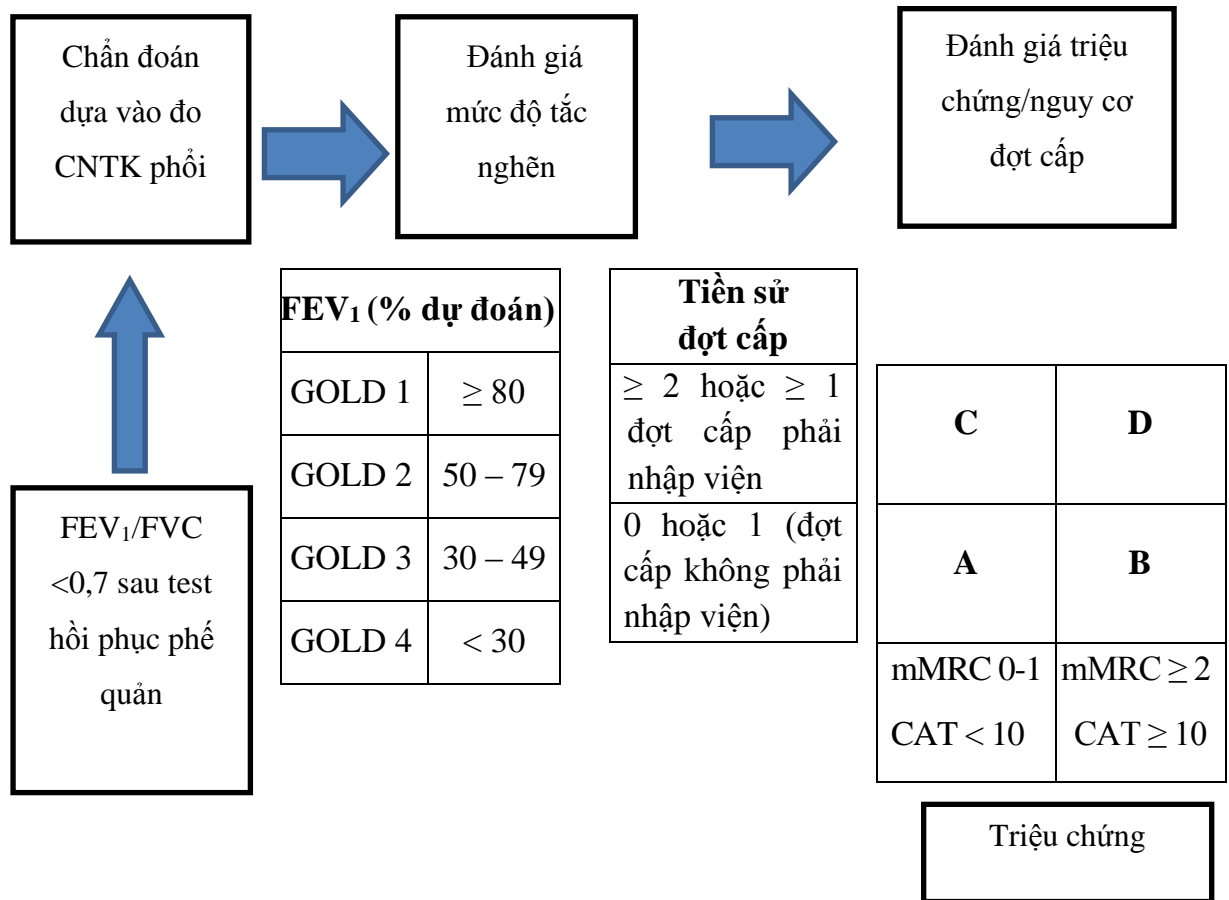 Chẩn đoán
dựa vào đo
CNTK phổi
Đánh giá
mức độ tắc
nghẽn
Đánh giá triệu
chứng/nguy cơ
đợt cấp
FEV₁/FVC
<0,7 sau test
hồi phục phế
quản
FEV₁ (% dự đoán)
GOLD 1 ≥ 80
GOLD 2 50 – 79
GOLD 3 30 – 49
GOLD 4 < 30
Tiền sử
đợt cấp
≥ 2 hoặc ≥ 1
đợt cấp phải
nhập viện
0 hoặc 1 (đợt
cấp không phải
nhập viện)
C D
A B
mMRC 0-1 mMRC ≥ 2
CAT < 10 CAT ≥ 10
Triệu chứng